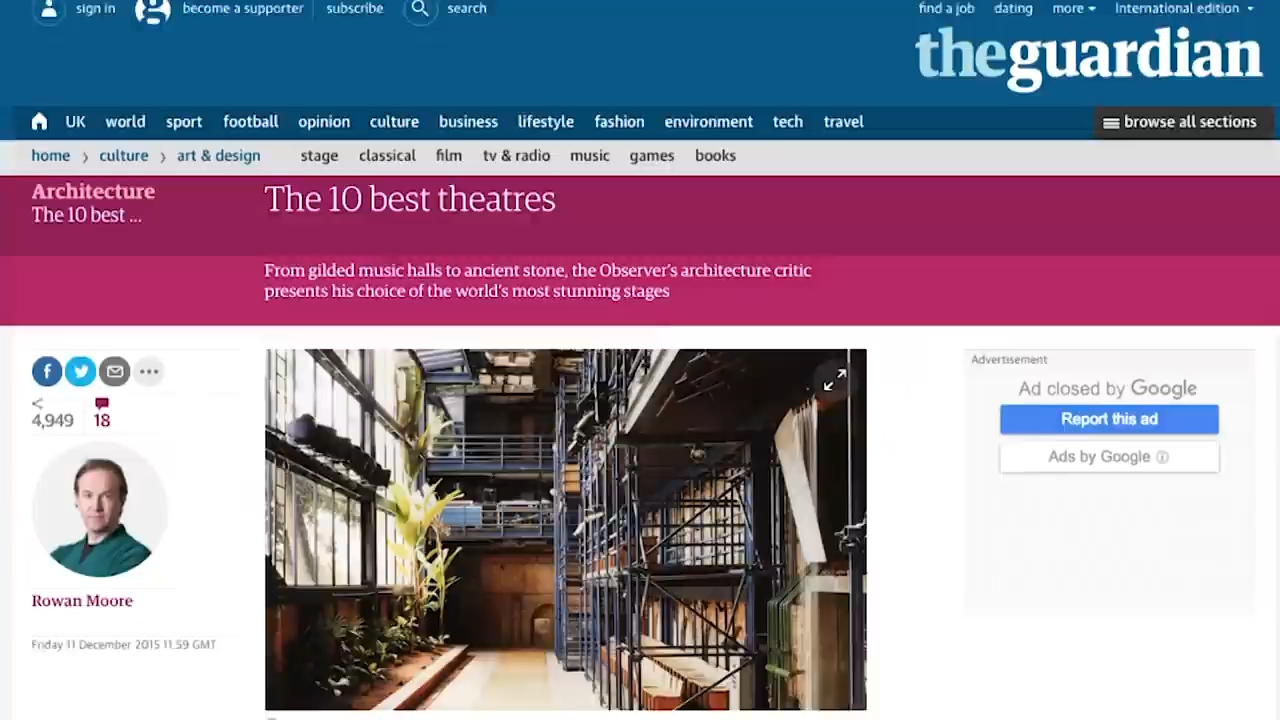 sign in become a supporter subscribe search find a job dating more International edition
theguardian
UK world sport football opinion culture business lifestyle fashion environment tech travel browse all sections
home culture art & design stage classical film tv & radio music games books
Architecture
The 10 best ...
The 10 best theatres
From gilded music halls to ancient stone, the Observer's architecture critic
presents his choice of the world's most stunning stages
4,949 18
Rowan Moore
Friday 11 December 2015 11.59 GMT
Advertisement
Ad closed by Google
Report this ad
Ads by Google